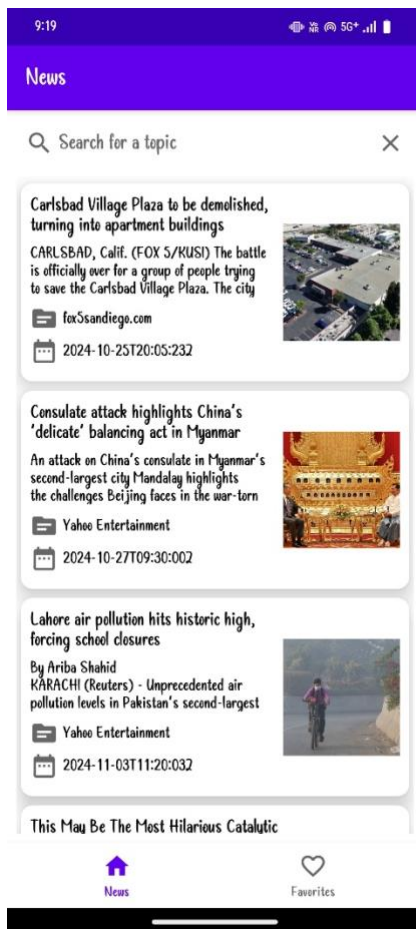 9:19
Vo
NR
5G+
News
Search for a topic
Carlsbad Village Plaza to be demolished,
turning into apartment buildings
CARLSBAD, Calif. (FOX 5/KUSI) The battle
is officially over for a group of people trying
to save the Carlsbad Village Plaza. The city
fox5sandiego.com
2024-10-25T20:05:23Z
Consulate attack highlights China's
'delicate' balancing act in Myanmar
An attack on China's consulate in Myanmar's
second-largest city Mandalay highlights
the challenges Beijing faces in the war-torn
Yahoo Entertainment
2024-10-27T09:30:00Z
Lahore air pollution hits historic high,
forcing school closures
By Ariba Shahid
KARACHI (Reuters) - Unprecedented air
pollution levels in Pakistan's second-largest
Yahoo Entertainment
2024-11-03T11:20:03Z
This May Be The Most Hilarious Catalytic
News
Favorites